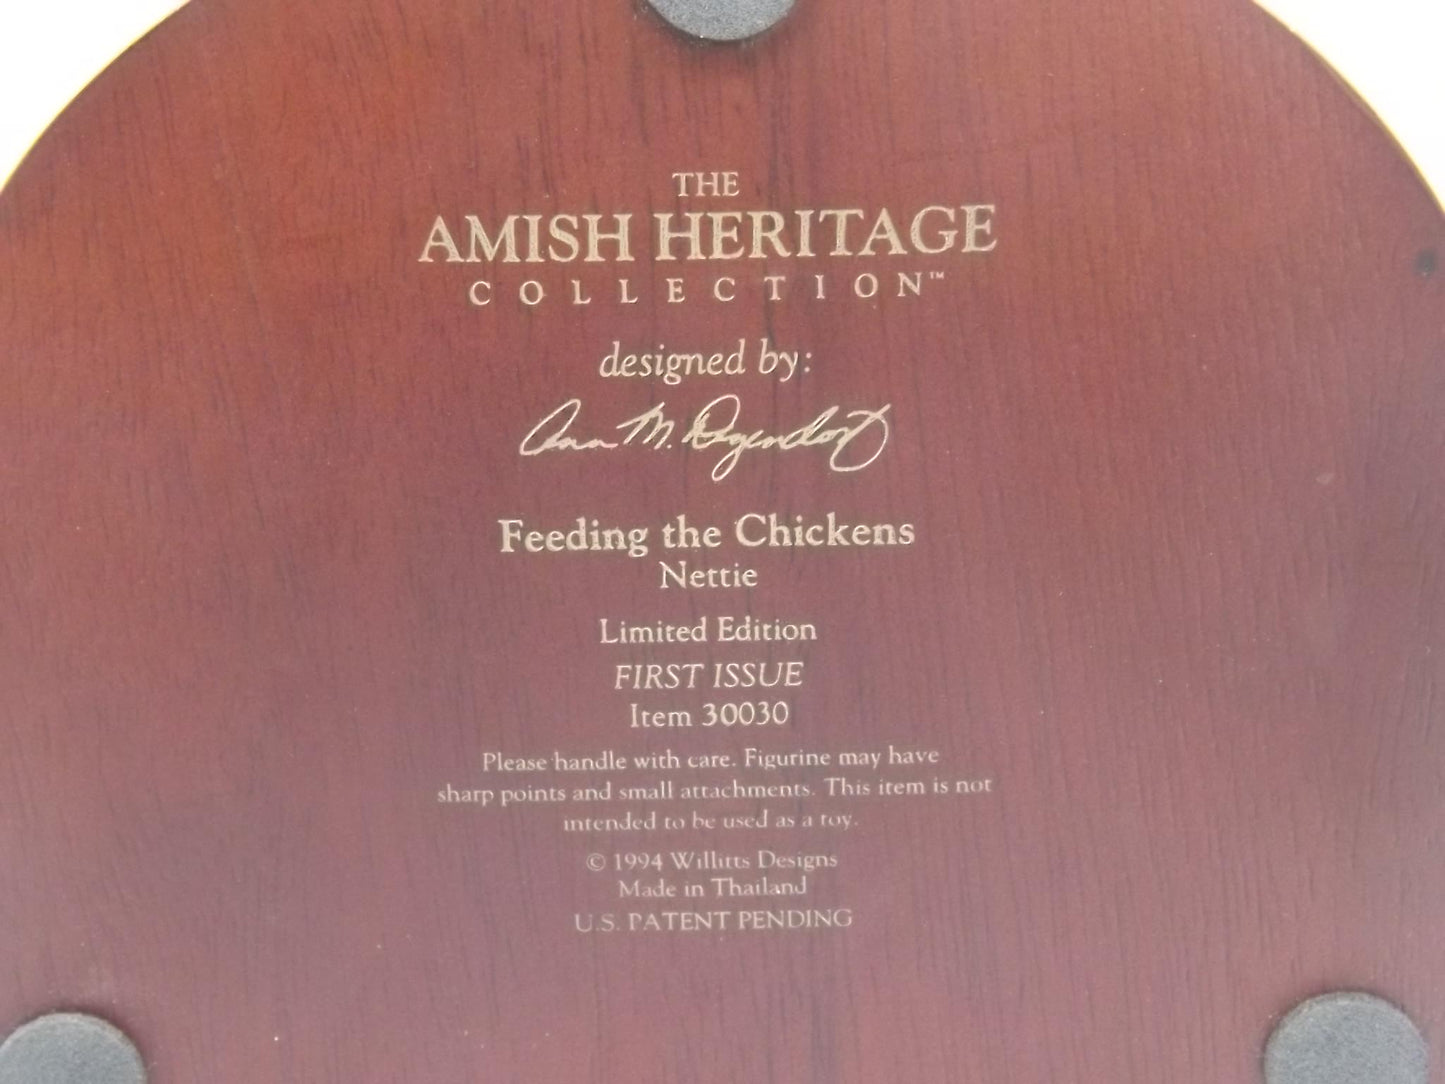 THE
AMISH HERITAGE
COLLECTION™
designed by:
Ann M. Dezendorf
Feeding the Chickens
Nettie
Limited Edition
FIRST ISSUE
Item 30030
Please handle with care. Figurine may have
sharp points and small attachments. This item is not
intended to be used as a toy.
© 1994 Willitts Designs
Made in Thailand
U.S. PATENT PENDING